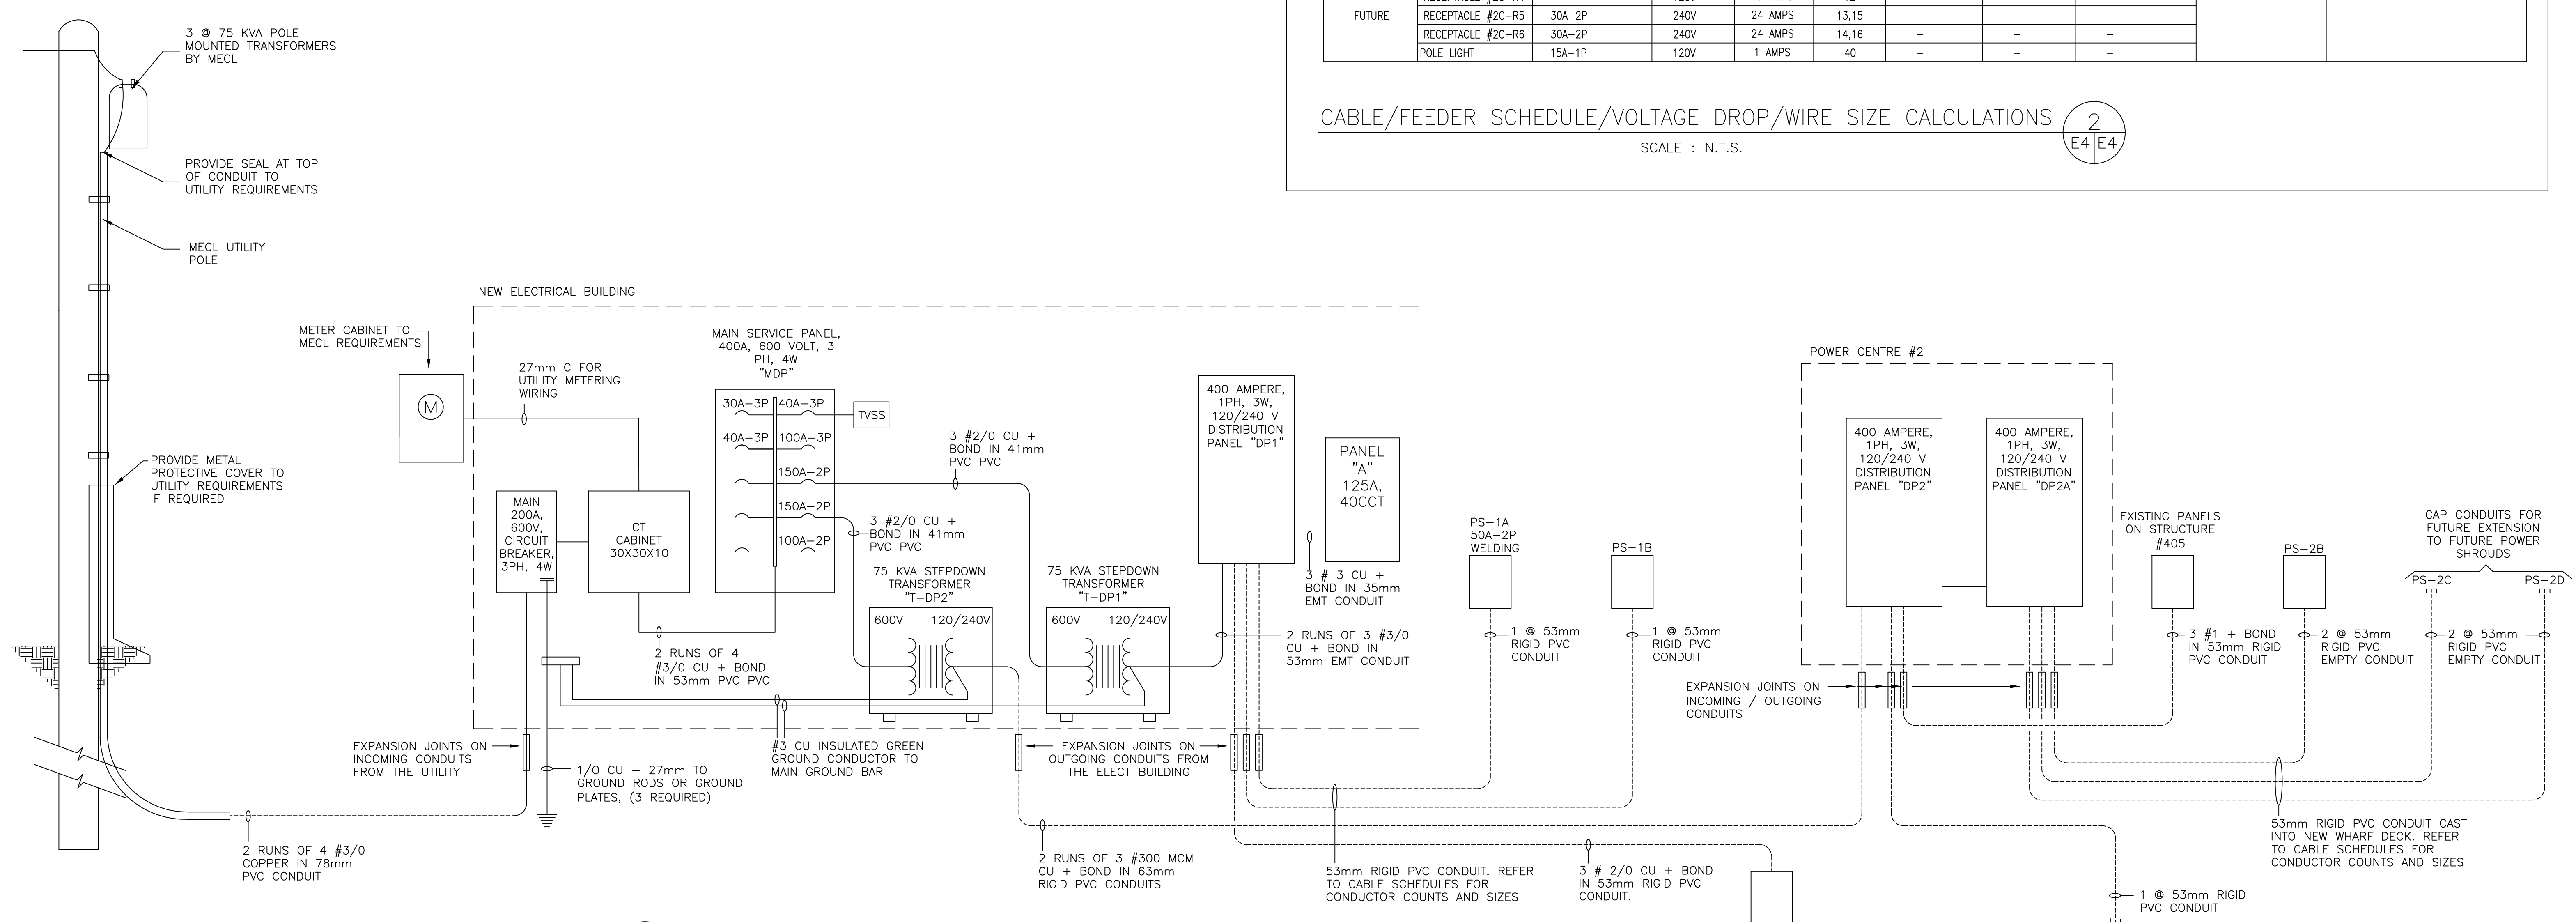 FUTURE
RECEPTACLE #2C-R5 30A-2P 240V 24 AMPS 13,15 – – –
RECEPTACLE #2C-R6 30A-2P 240V 24 AMPS 14,16 – – –
POLE LIGHT 15A-1P 120V 1 AMPS 40 – – –
CABLE/FEEDER SCHEDULE/VOLTAGE DROP/WIRE SIZE CALCULATIONS
2
E4 E4
SCALE : N.T.S.
3 @ 75 KVA POLE
MOUNTED TRANSFORMERS
BY MECL
PROVIDE SEAL AT TOP
OF CONDUIT TO
UTILITY REQUIREMENTS
MECL UTILITY
POLE
PROVIDE METAL
PROTECTIVE COVER TO
UTILITY REQUIREMENTS
IF REQUIRED
2 RUNS OF 4 #3/0
COPPER IN 78mm
PVC CONDUIT
METER CABINET TO
MECL REQUIREMENTS
M
NEW ELECTRICAL BUILDING
27mm C FOR
UTILITY METERING
WIRING
MAIN
200A,
600V,
CIRCUIT
BREAKER,
3PH, 4W
CT
CABINET
30X30X10
MAIN SERVICE PANEL,
400A, 600 VOLT, 3
PH, 4W
"MDP"
30A-3P 40A-3P
40A-3P 100A-3P
150A-2P
150A-2P
100A-2P
TVSS
2 RUNS OF 4
#3/0 CU + BOND
IN 53mm PVC PVC
3 #2/0 CU +
BOND IN 41mm
PVC PVC
3 #2/0 CU +
BOND IN 41mm
PVC PVC
75 KVA STEPDOWN
TRANSFORMER
"T-DP2"
600V 120/240V
75 KVA STEPDOWN
TRANSFORMER
"T-DP1"
600V 120/240V
400 AMPERE,
1PH, 3W,
120/240 V
DISTRIBUTION
PANEL "DP1"
PANEL
"A"
125A,
40CCT
3 # 3 CU +
BOND IN 35mm
EMT CONDUIT
2 RUNS OF 3 #3/0
CU + BOND IN
53mm EMT CONDUIT
EXPANSION JOINTS ON
INCOMING CONDUITS
FROM THE UTILITY
1/0 CU – 27mm TO
GROUND RODS OR GROUND
PLATES, (3 REQUIRED)
#3 CU INSULATED GREEN
GROUND CONDUCTOR TO
MAIN GROUND BAR
EXPANSION JOINTS ON
OUTGOING CONDUITS FROM
THE ELECT BUILDING
2 RUNS OF 3 #300 MCM
CU + BOND IN 63mm
RIGID PVC CONDUITS
53mm RIGID PVC CONDUIT. REFER
TO CABLE SCHEDULES FOR
CONDUCTOR COUNTS AND SIZES
3 # 2/0 CU + BOND
IN 53mm RIGID PVC
CONDUIT.
PS-1A
50A-2P
WELDING
1 @ 53mm
RIGID PVC
CONDUIT
PS-1B
1 @ 53mm
RIGID PVC
CONDUIT
POWER CENTRE #2
400 AMPERE,
1PH, 3W,
120/240 V
DISTRIBUTION
PANEL "DP2"
400 AMPERE,
1PH, 3W,
120/240 V
DISTRIBUTION
PANEL "DP2A"
EXPANSION JOINTS ON
INCOMING / OUTGOING
CONDUITS
EXISTING PANELS
ON STRUCTURE
#405
3 #1 + BOND
IN 53mm RIGID
PVC CONDUIT
PS-2B
2 @ 53mm
RIGID PVC
EMPTY CONDUIT
CAP CONDUITS FOR
FUTURE EXTENSION
TO FUTURE POWER
SHROUDS
PS-2C PS-2D
2 @ 53mm
RIGID PVC
EMPTY CONDUIT
53mm RIGID PVC CONDUIT CAST
INTO NEW WHARF DECK. REFER
TO CABLE SCHEDULES FOR
CONDUCTOR COUNTS AND SIZES
1 @ 53mm RIGID
PVC CONDUIT